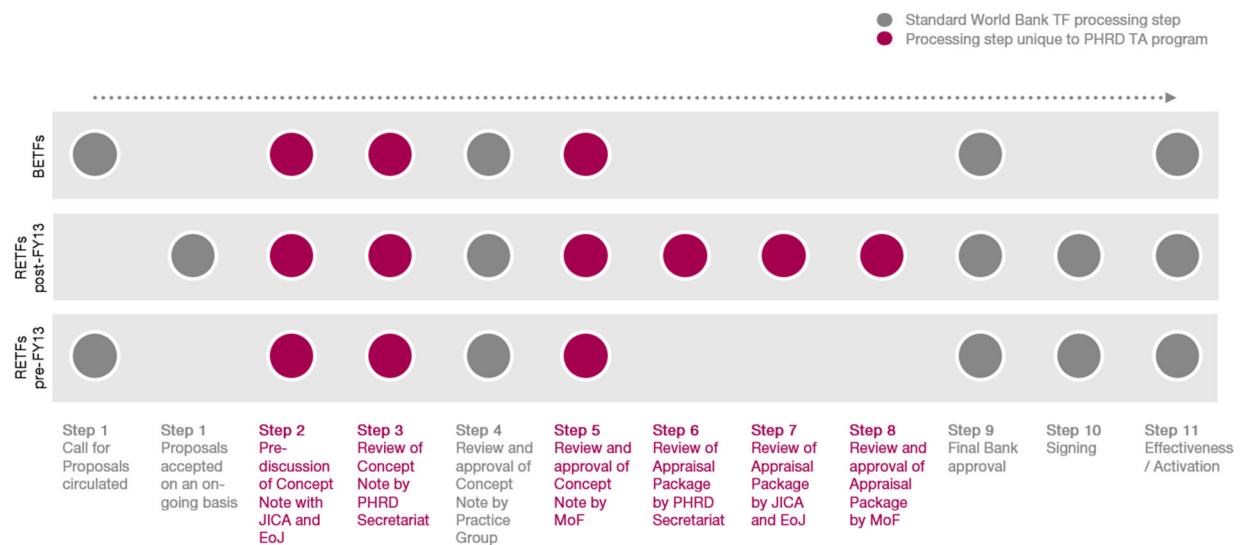 Standard World Bank TF processing step
Processing step unique to PHRD TA program
BETFs
RETFs
post-FY13
RETFs
pre-FY13
Step 1
Call for
Proposals
circulated
Step 1
Proposals
accepted
on an on-
going basis
Step 2
Pre-
discussion
of Concept
Note with
JICA and
EoJ
Step 3
Review of
Concept
Note by
PHRD
Secretariat
Step 4
Review and
approval of
Concept
Note by
Practice
Group
Step 5
Review and
approval of
Concept
Note by
MoF
Step 6
Review of
Appraisal
Package
by PHRD
Secretariat
Step 7
Review of
Appraisal
Package
by JICA
and EoJ
Step 8
Review and
approval of
Appraisal
Package
by MoF
Step 9
Final Bank
approval
Step 10
Signing
Step 11
Effectiveness
/ Activation